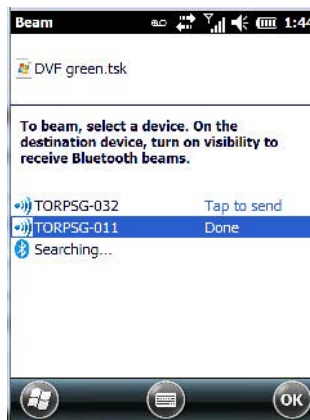 Beam 1:44
DVF green.tsk
To beam, select a device. On the
destination device, turn on visibility to
receive Bluetooth beams.
TORPSG-032 Tap to send
TORPSG-011 Done
Searching...
OK